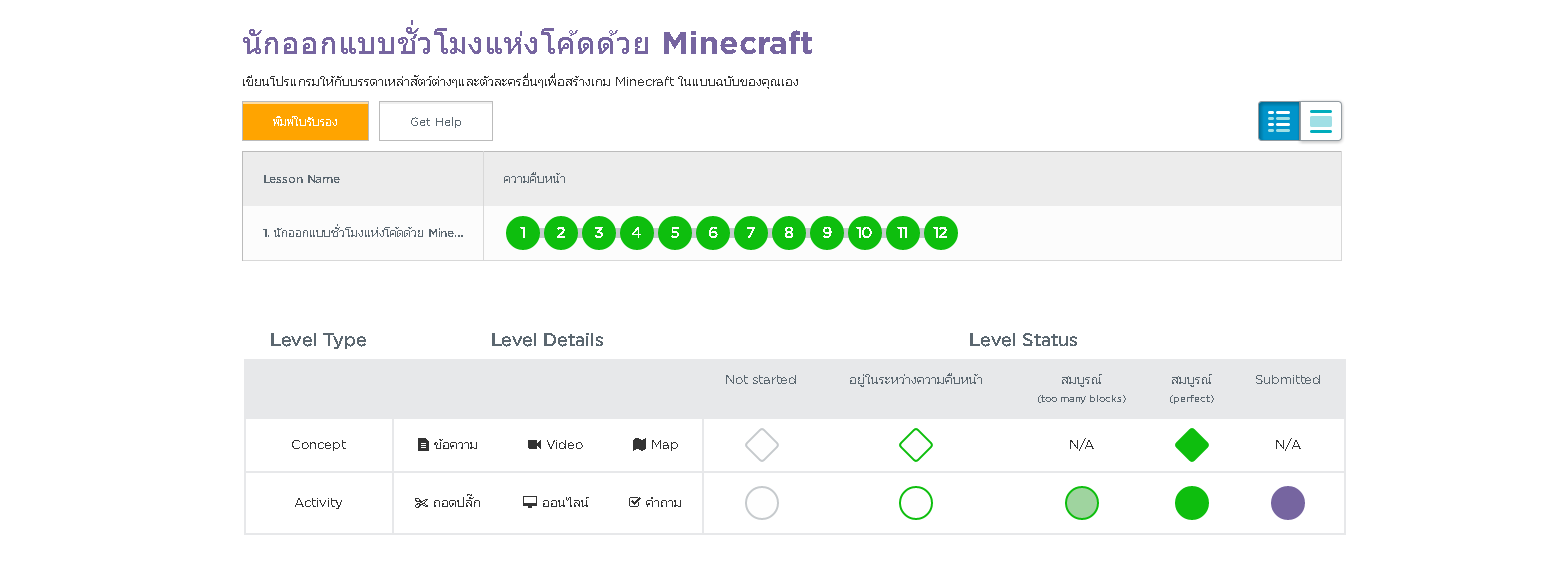 นักออกแบบชั่วโมงแห่งโค้ดด้วย Minecraft
เขียนโปรแกรมให้กับบรรดาเหล่าสัตว์ต่างๆและตัวละครอื่นๆเพื่อสร้างเกม Minecraft ในแบบฉบับของคุณเอง
พิมพ์ใบรับรอง Get Help
Lesson Name ความคืบหน้า
1. นักออกแบบชั่วโมงแห่งโค้ดด้วย Mine... 1 2 3 4 5 6 7 8 9 10 11 12
Level Type Level Details Level Status
Not started อยู่ในระหว่างความคืบหน้า สมบูรณ์ สมบูรณ์ Submitted
(too many blocks) (perfect)
Concept ข้อความ Video Map N/A N/A
Activity ถอดปลั๊ก ออนไลน์ คำถาม